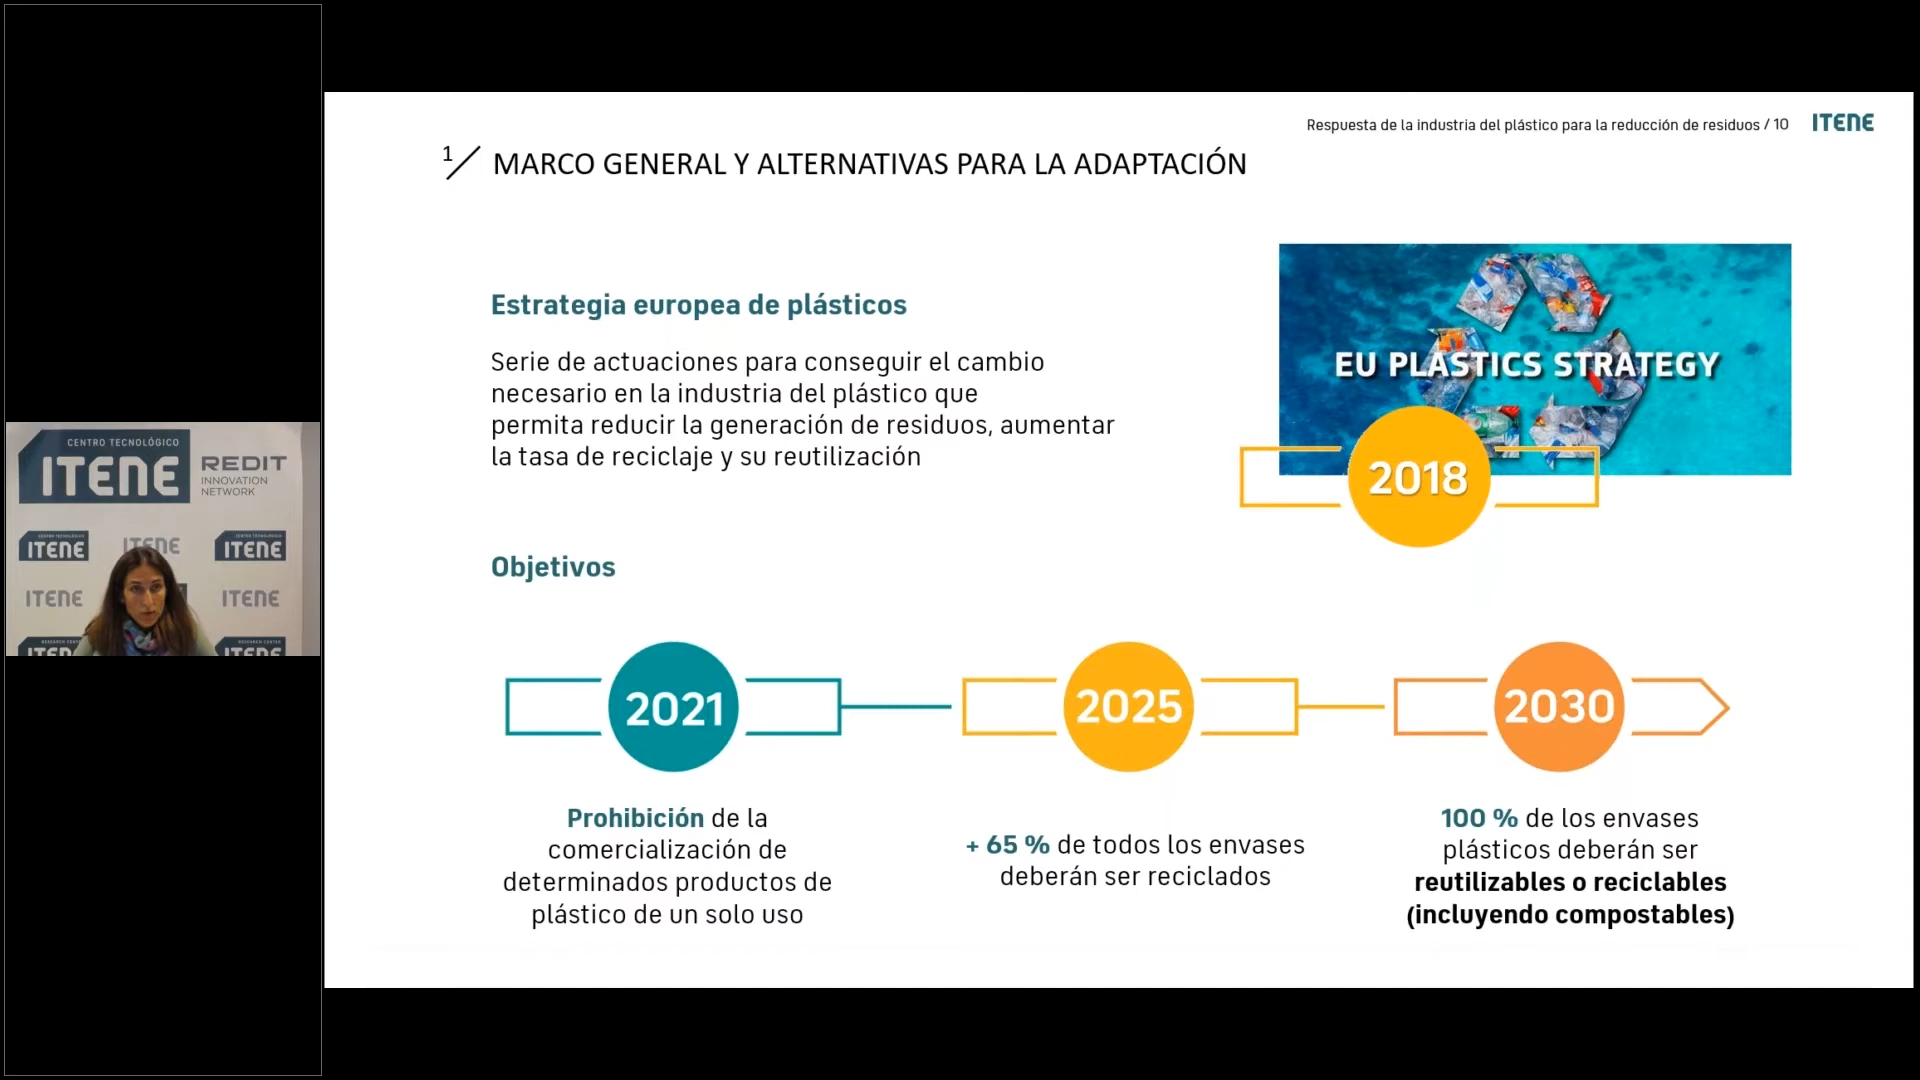 Respuesta de la industria del plástico para la reducción de residuos / 10
ITENE
1/ MARCO GENERAL Y ALTERNATIVAS PARA LA ADAPTACIÓN
Estrategia europea de plásticos
Serie de actuaciones para conseguir el cambio
necesario en la industria del plástico que
permita reducir la generación de residuos, aumentar
la tasa de reciclaje y su reutilización
EU PLASTICS STRATEGY
2018
Objetivos
2021
2025
2030
Prohibición de la
comercialización de
determinados productos de
plástico de un solo uso
+ 65 % de todos los envases
deberán ser reciclados
100 % de los envases
plásticos deberán ser
reutilizables o reciclables
(incluyendo compostables)
CENTRO TECNOLÓGICO
ITENE
REDIT
INNOVATION
NETWORK
ITENE
ITENE
ITENE
ITENE
ITENE
ITENE
ITENE